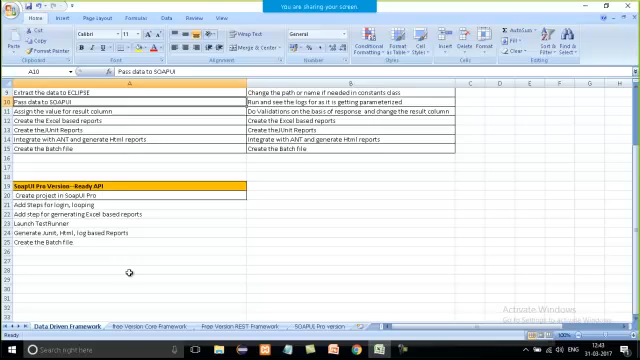 You are sharing your screen.
Home Insert Page Layout Formulas Data Review View
Cut
Copy
Format Painter
Clipboard
Calibri 11
Font
Wrap Text
Merge & Center
Alignment
General
Number
Conditional Formatting
Format as Table
Cell Styles
Styles
Insert Delete Format
Cells
AutoSum
Fill
Clear
Sort & Filter
Find & Select
Editing
A10 Pass data to SOAPUI
A B C D E F G H
9 Extract the data to ECLIPSE Change the path or name if needed in constants class
10 Pass data to SOAPUI Run and see the logs for as it is getting parameterized
11 Assign the value for result column Do Validations on the basis of response and change the result column
12 Create the Excel based reports Create the Excel based reports
13 Create the JUnit Reports Create the JUnit Reports
14 Integrate with ANT and generate Html reports Integrate with ANT and generate Html reports
15 Create the Batch file Create the Batch file
16
17
18
19 SoapUI Pro Version--Ready API
20 Create project in SoapUI Pro
21 Add Steps for login, looping
22 Add step for gernerating Excel based reports
23 Launch TestRunner
24 Generate Junit, Html, log based Reports
25 Create the Batch file
26
27
28
29
30
31
32
33
Activate Windows
Go to Settings to activate Windows.
Data Driven Framework free Version Core Framework Free Version REST Framework SOAPUI Pro version
Ready
Search right here
ENG
12:43
31-03-2017